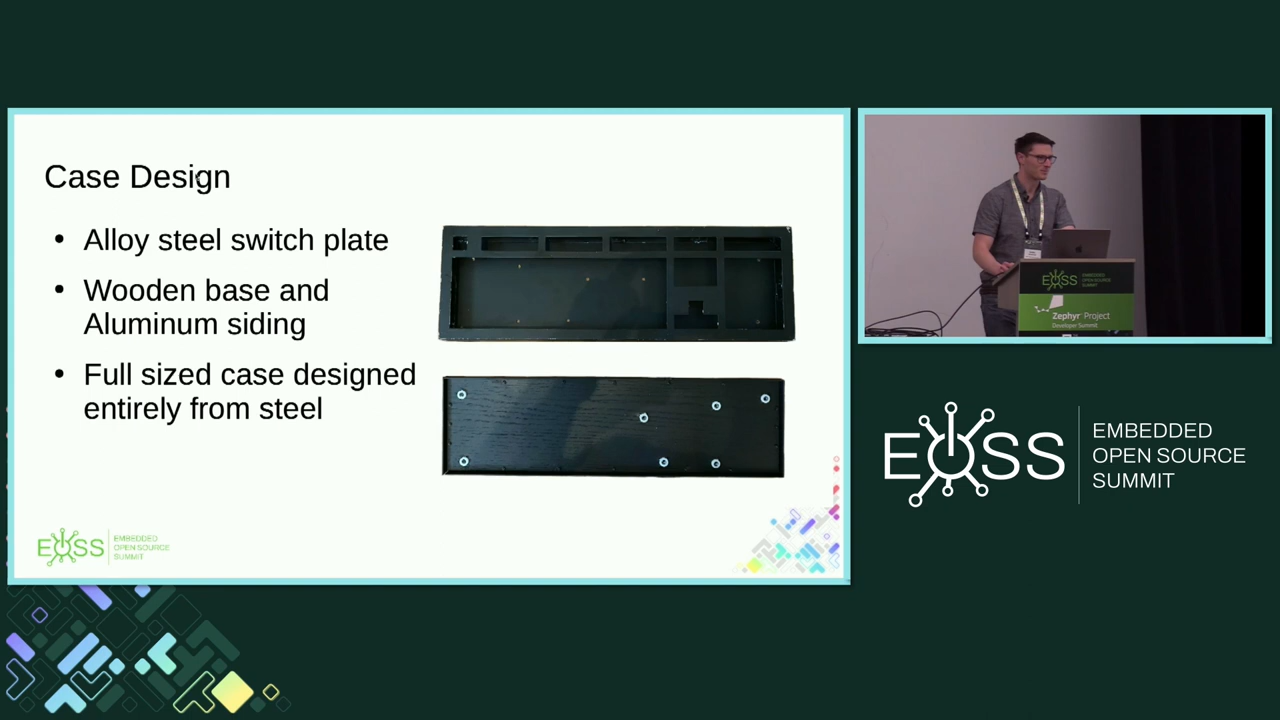 Case Design
• Alloy steel switch plate
• Wooden base and
Aluminum siding
• Full sized case designed
entirely from steel
EOSS
EMBEDDED
OPEN SOURCE
SUMMIT
EOSS
Zephyr Project
Developer Summit
EOSS
EMBEDDED
OPEN SOURCE
SUMMIT